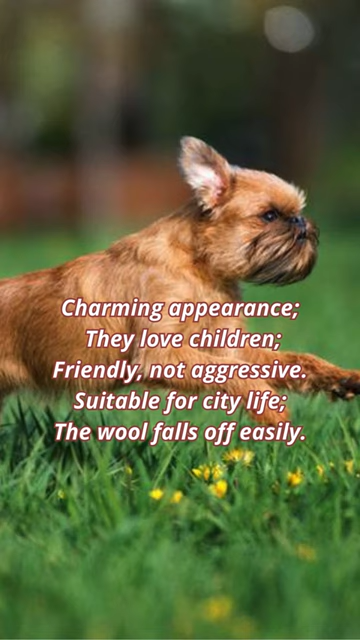 Charming appearance;
They love children;
Friendly, not aggressive.
Suitable for city life;
The wool falls off easily.